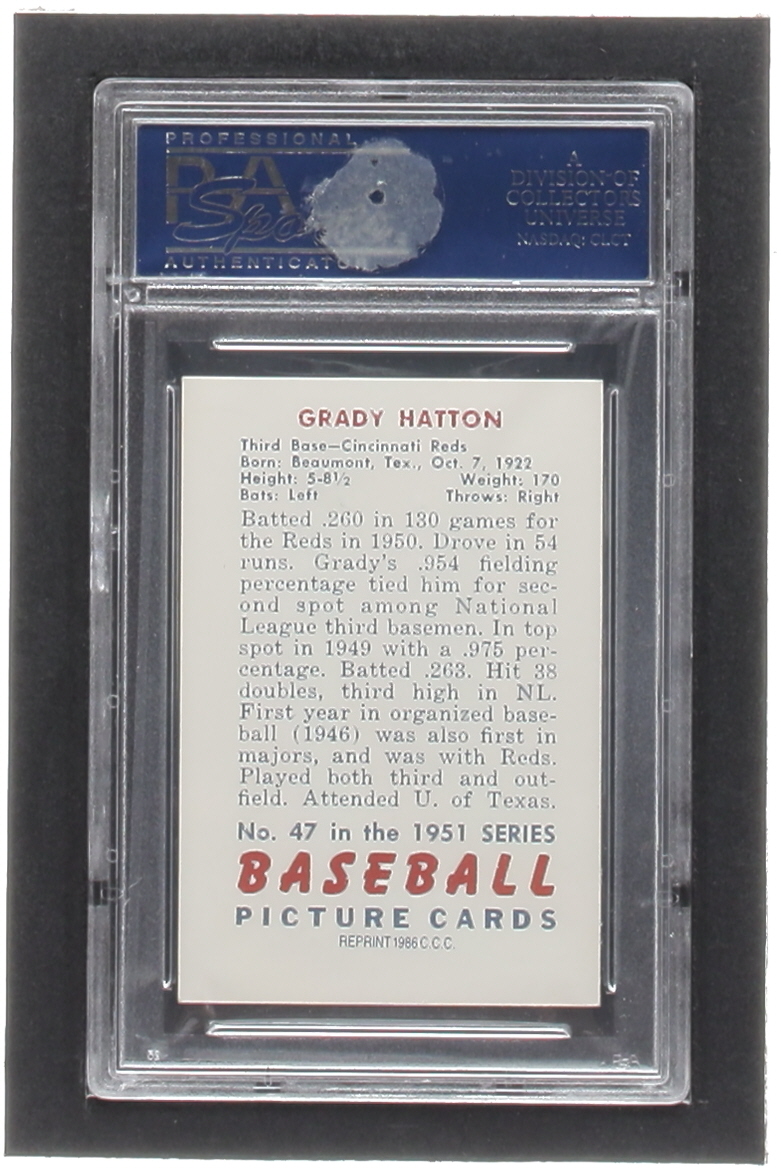 PROFESSIONAL
PSA
AUTHENTICATO
A
DIVISION OF
COLLECTORS
UNIVERSE
NASDAQ: CLCT
GRADY HATTON
Third Base—Cincinnati Reds
Born: Beaumont, Tex., Oct. 7, 1922
Height: 5-8½ Weight: 170
Bats: Left Throws: Right
Batted .260 in 130 games for
the Reds in 1950. Drove in 54
runs. Grady's .954 fielding
percentage tied him for sec-
ond spot among National
League third basemen. In top
spot in 1949 with a .975 per-
centage. Batted .263. Hit 38
doubles, third high in NL.
First year in organized base-
ball (1946) was also first in
majors, and was with Reds.
Played both third and out-
field. Attended U. of Texas.
No. 47 in the 1951 SERIES
BASEBALL
PICTURE CARDS
REPRINT 1986 C.C.C.